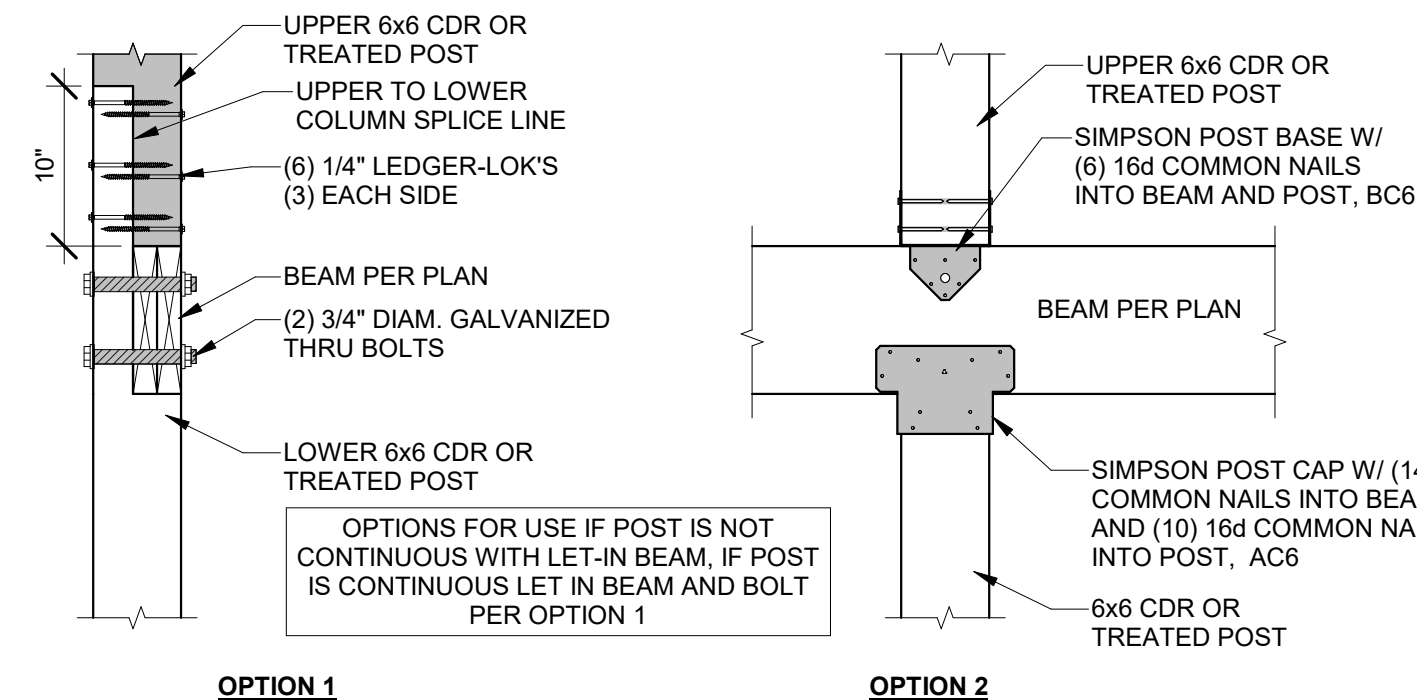 UPPER 6x6 CDR OR
TREATED POST
UPPER TO LOWER
COLUMN SPLICE LINE
10"
(6) 1/4" LEDGER-LOK'S
(3) EACH SIDE
BEAM PER PLAN
(2) 3/4" DIAM. GALVANIZED
THRU BOLTS
LOWER 6x6 CDR OR
TREATED POST
OPTIONS FOR USE IF POST IS NOT
CONTINUOUS WITH LET-IN BEAM, IF POST
IS CONTINUOUS LET IN BEAM AND BOLT
PER OPTION 1
OPTION 1
UPPER 6x6 CDR OR
TREATED POST
SIMPSON POST BASE W/
(6) 16d COMMON NAILS
INTO BEAM AND POST, BC6
BEAM PER PLAN
SIMPSON POST CAP W/
COMMON NAILS INTO
AND (10) 16d COMMON
INTO POST, AC6
6x6 CDR OR
TREATED POST
OPTION 2